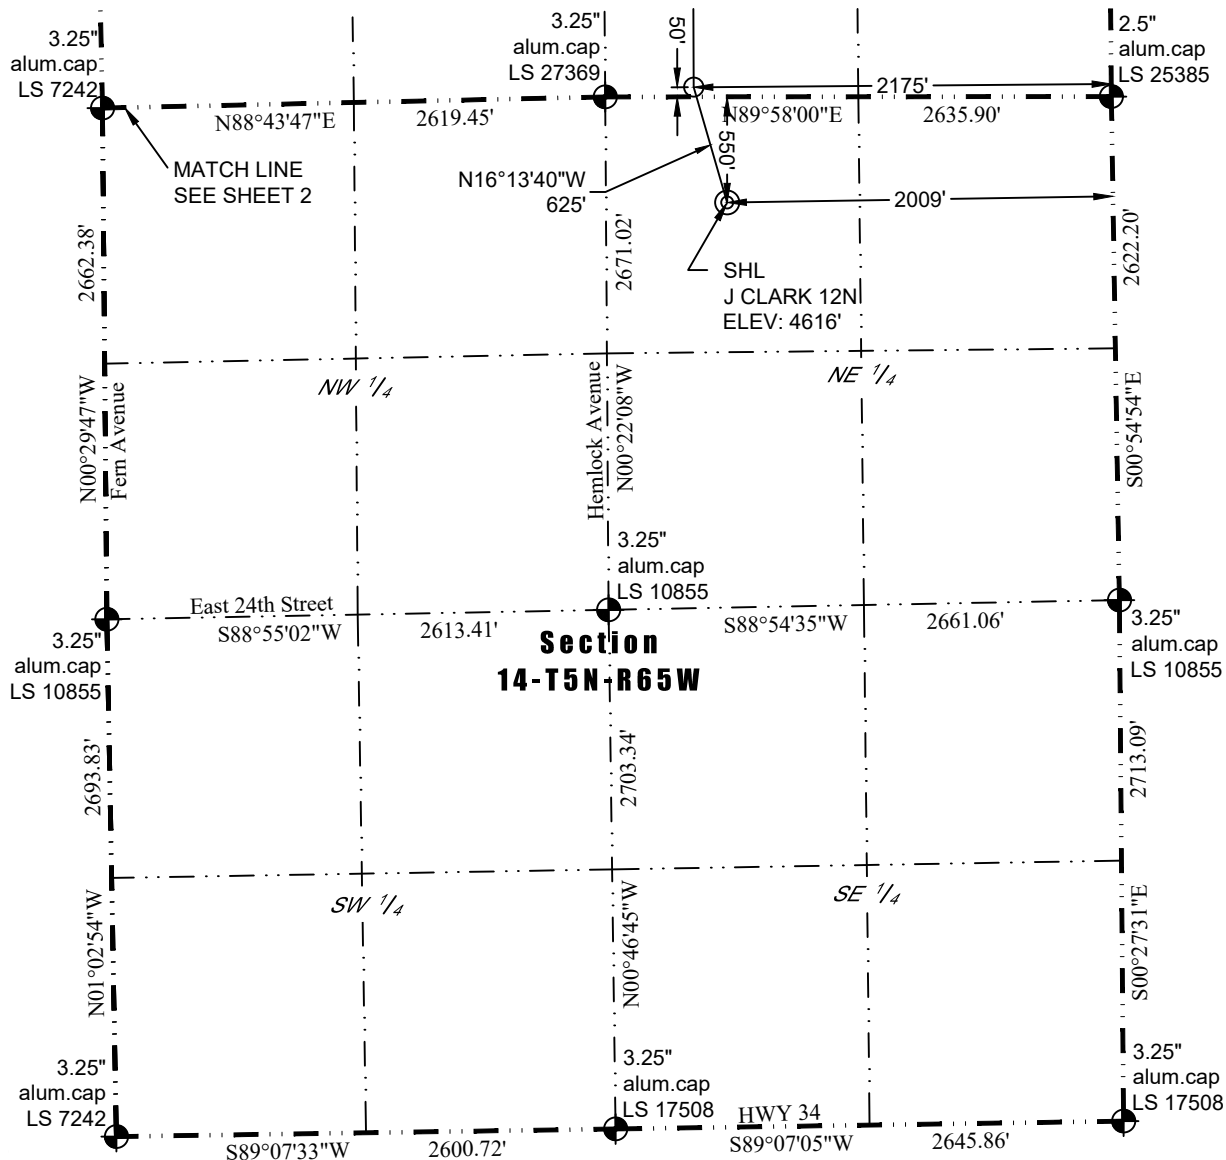 3.25"
alum.cap
LS 7242
3.25"
alum.cap
LS 27369
50'
2.5"
alum.cap
LS 25385
2175'
N88°43'47"E
2619.45'
N89°58'00"E
2635.90'
MATCH LINE
SEE SHEET 2
N16°13'40"W
625'
550'
2009'
SHL
J CLARK 12N
ELEV: 4616'
2662.38'
2671.02'
2622.20'
NW 1/4
NE 1/4
N00°29'47"W
Fern Avenue
Hemlock Avenue
N00°22'08"W
S00°54'54"E
3.25"
alum.cap
LS 10855
East 24th Street
S88°55'02"W
2613.41'
S88°54'35"W
2661.06'
3.25"
alum.cap
LS 10855
Section
14-T5N-R65W
3.25"
alum.cap
LS 10855
2693.83'
2703.34'
2713.09'
SW 1/4
SE 1/4
N01°02'54"W
N00°46'45"W
S00°27'31"E
3.25"
alum.cap
LS 7242
3.25"
alum.cap
LS 17508
HWY 34
3.25"
alum.cap
LS 17508
S89°07'33"W
2600.72'
S89°07'05"W
2645.86'